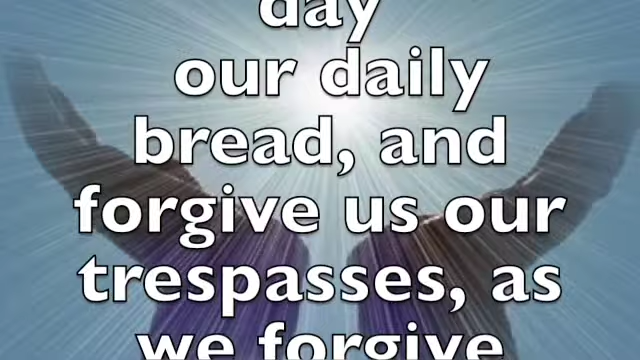 day
our daily
bread, and
forgive us our
trespasses, as
we forgive